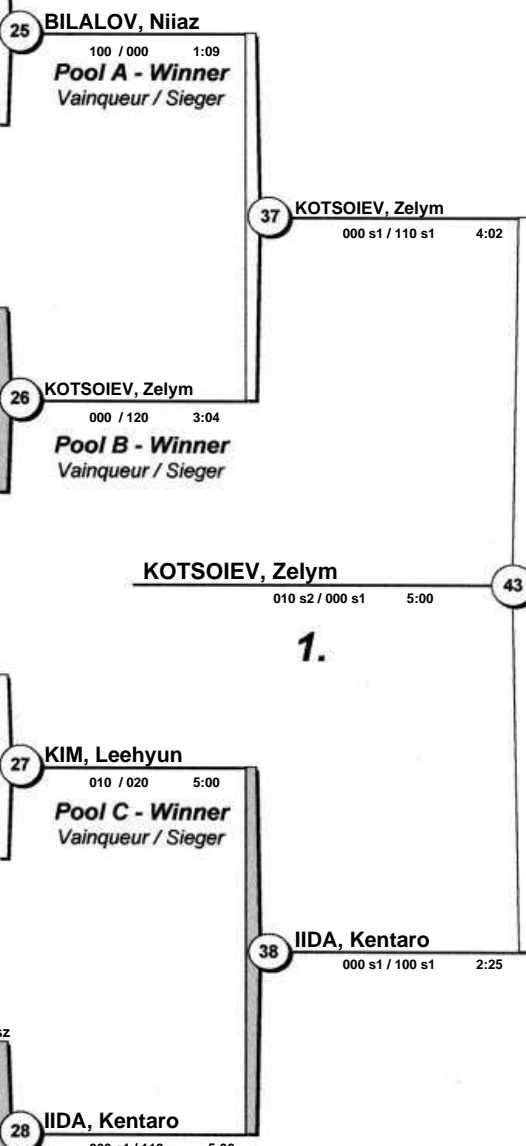 25 BILALOV, Niiaz
100 / 000 1:09
Pool A - Winner
Vainqueur / Sieger
37 KOTSOIEV, Zelym
000 s1 / 110 s1 4:02
26 KOTSOIEV, Zelym
000 / 120 3:04
Pool B - Winner
Vainqueur / Sieger
KOTSOIEV, Zelym 43
010 s2 / 000 s1 5:00
1.
27 KIM, Leehyun
010 / 020 5:00
Pool C - Winner
Vainqueur / Sieger
38 IIDA, Kentaro
000 s1 / 100 s1 2:25
sz
28 IIDA, Kentaro